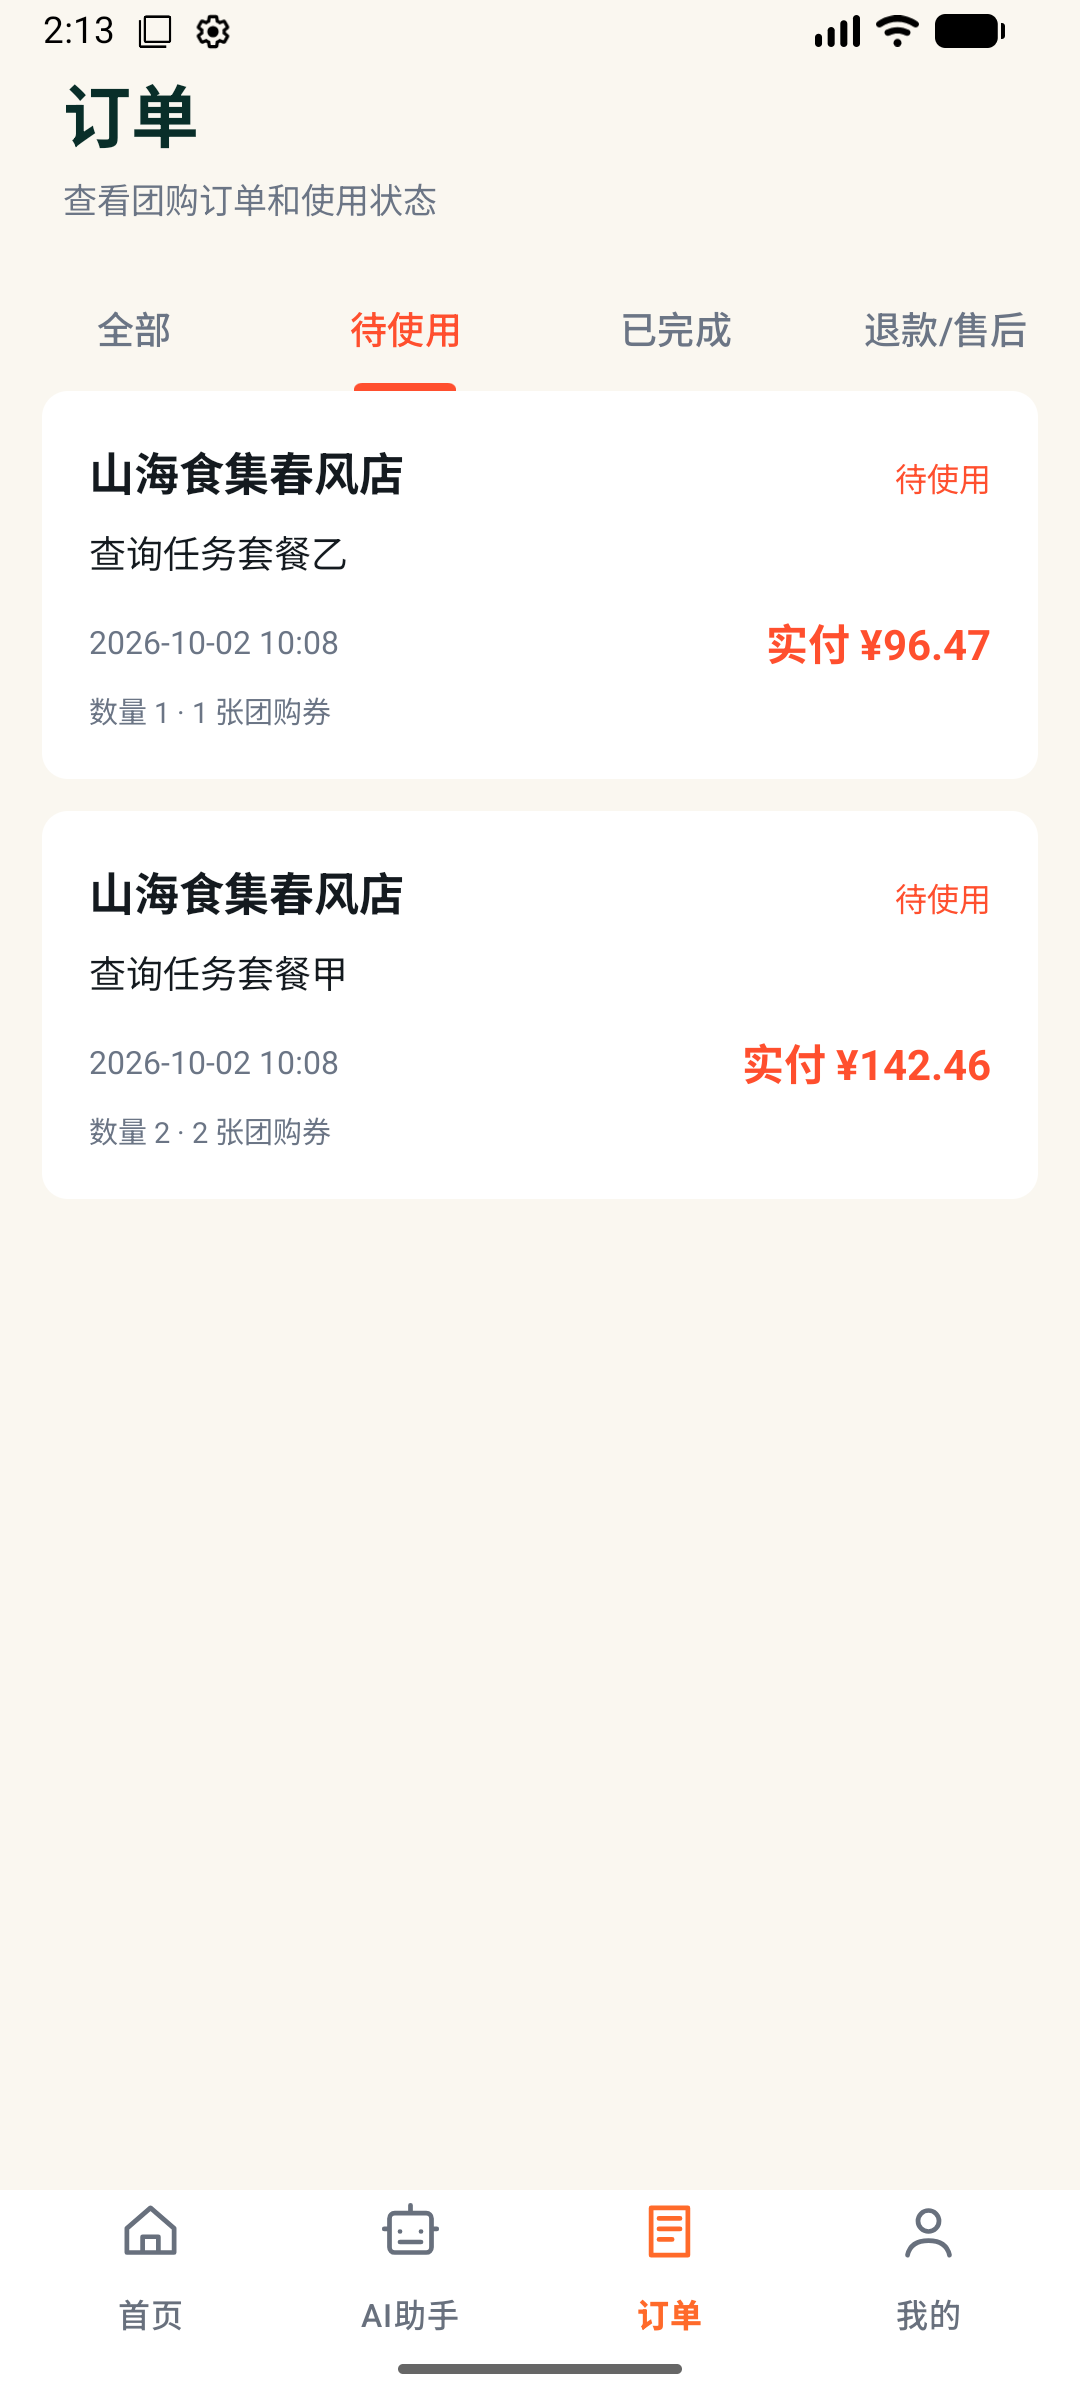 2:13
订单
查看团购订单和使用状态
全部 待使用 已完成 退款/售后
山海食集春风店 待使用
查询任务套餐乙
2026-10-02 10:08 实付 ¥96.47
数量 1 · 1 张团购券
山海食集春风店 待使用
查询任务套餐甲
2026-10-02 10:08 实付 ¥142.46
数量 2 · 2 张团购券
首页 AI助手 订单 我的